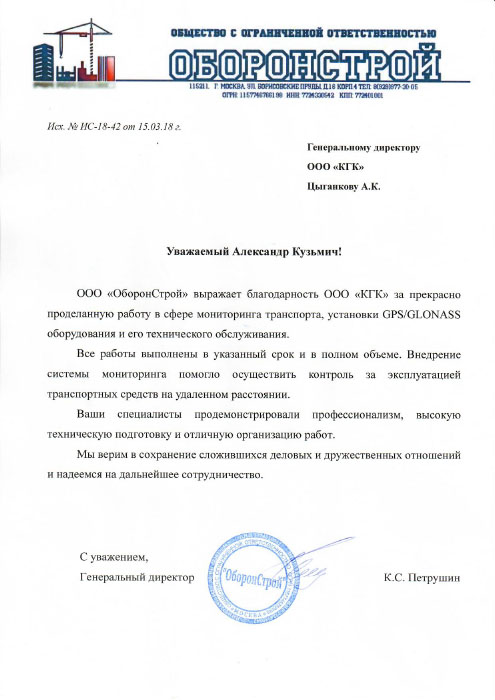 ОБЩЕСТВО С ОГРАНИЧЕННОЙ ОТВЕТСТВЕННОСТЬЮ
ОБОРОНСТРОЙ
115211, Г. МОСКВА, УЛ. БОРИСОВСКИЕ ПРУДЫ, Д.16 КОРП.4 ТЕЛ. 8(926)977-30-05
ОГРН: 1157746766198 ИНН: 7724330542 КПП: 772401001
Исх. № ИС-18-42 от 15.03.18 г.
Генеральному директору
ООО «КГК»
Цыганкову А.К.
Уважаемый Александр Кузьмич!
ООО «ОборонСтрой» выражает благодарность ООО «КГК» за прекрасно
проделанную работу в сфере мониторинга транспорта, установки GPS/GLONASS
оборудования и его технического обслуживания.
Все работы выполнены в указанный срок и в полном объеме. Внедрение
системы мониторинга помогло осуществить контроль за эксплуатацией
транспортных средств на удаленном расстоянии.
Ваши специалисты продемонстрировали профессионализм, высокую
техническую подготовку и отличную организацию работ.
Мы верим в сохранение сложившихся деловых и дружественных отношений
и надеемся на дальнейшее сотрудничество.
С уважением,
Генеральный директор
"ОборонСтрой"
МОСКВА
К.С. Петрушин